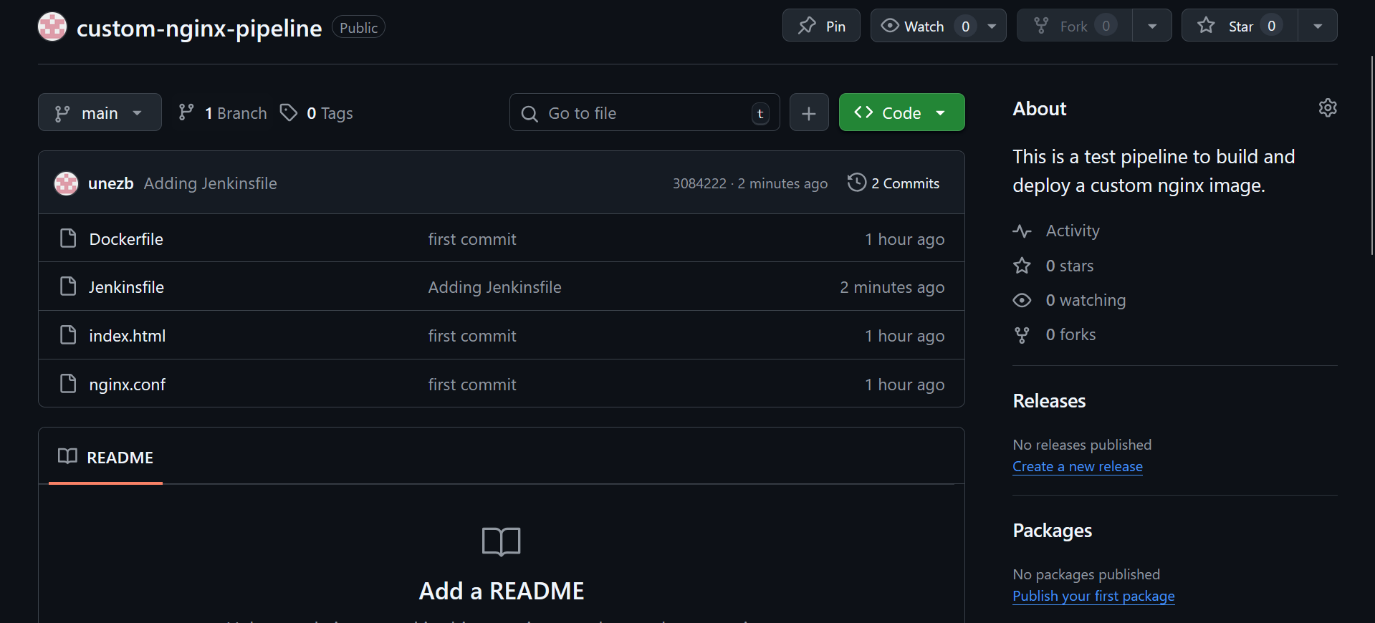 custom-nginx-pipeline Public Pin Watch 0 Fork 0 Star 0
main 1 Branch 0 Tags Go to file t Code
unezb Adding Jenkinsfile 3084222 · 2 minutes ago 2 Commits
Dockerfile first commit 1 hour ago
Jenkinsfile Adding Jenkinsfile 2 minutes ago
index.html first commit 1 hour ago
nginx.conf first commit 1 hour ago
README
Add a README
About
This is a test pipeline to build and
deploy a custom nginx image.
Activity
0 stars
0 watching
0 forks
Releases
No releases published
Create a new release
Packages
No packages published
Publish your first package